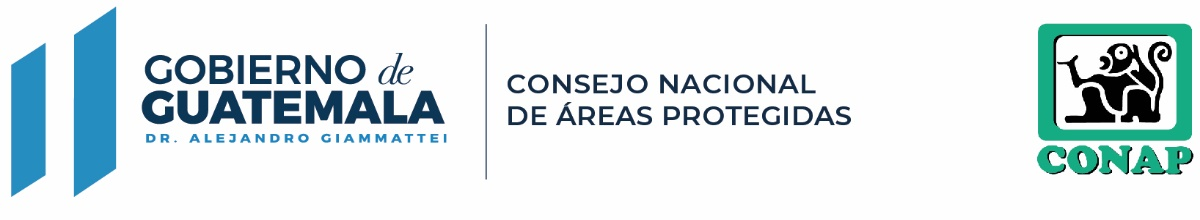 GOBIERNO de
GUATEMALA
DR. ALEJANDRO GIAMMATTEI
CONSEJO NACIONAL
DE ÁREAS PROTEGIDAS
CONAP